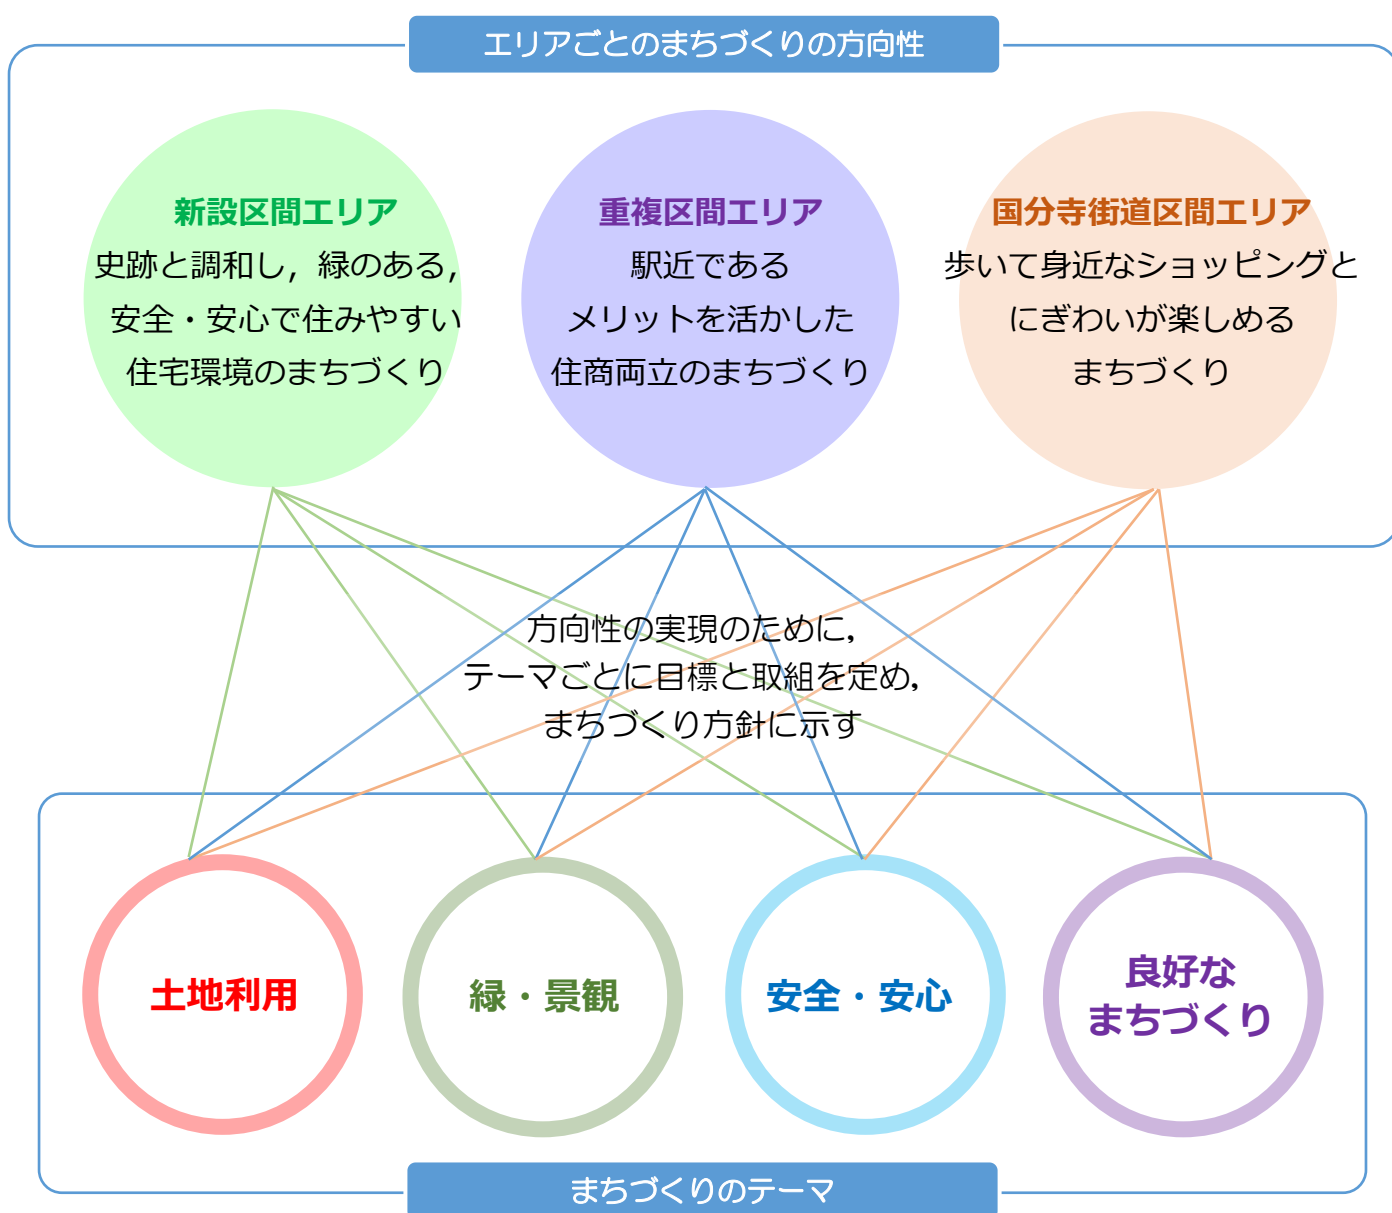 エリアごとのまちづくりの方向性
新設区間エリア
史跡と調和し，緑のある，
安全・安心で住みやすい
住宅環境のまちづくり
重複区間エリア
駅近である
メリットを活かした
住商両立のまちづくり
国分寺街道区間エリア
歩いて身近なショッピングと
にぎわいが楽しめる
まちづくり
方向性の実現のために，
テーマごとに目標と取組を定め，
まちづくり方針に示す
土地利用
緑・景観
安全・安心
良好な
まちづくり
まちづくりのテーマ